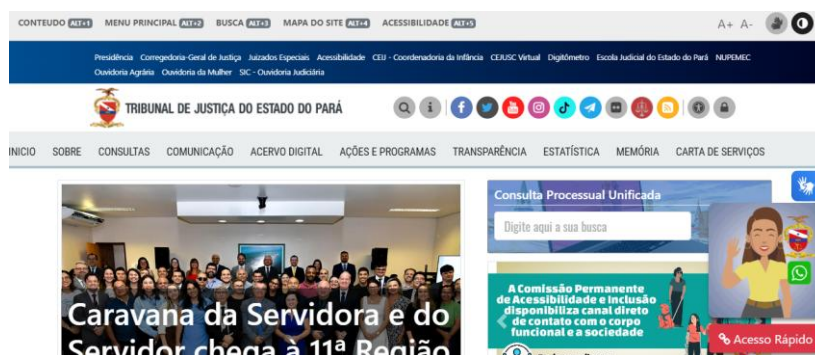 CONTEUDO ALT+1 MENU PRINCIPAL ALT+2 BUSCA ALT+3 MAPA DO SITE ALT+4 ACESSIBILIDADE ALT+5 A+ A-
Presidência Corregedoria-Geral de Justiça Juizados Especiais Acessibilidade CEIJ - Coordenadoria da Infância CEJUSC Virtual Digitômetro Escola Judicial do Estado do Pará NUPEMEC
Ouvidoria Agrária Ouvidoria da Mulher SIC - Ouvidoria Judiciária
TRIBUNAL DE JUSTIÇA DO ESTADO DO PARÁ
INICIO SOBRE CONSULTAS COMUNICAÇÃO ACERVO DIGITAL AÇÕES E PROGRAMAS TRANSPARÊNCIA ESTATÍSTICA MEMÓRIA CARTA DE SERVIÇOS
Caravana da Servidora e do
Servidor chega à 11ª Região
Consulta Processual Unificada
Digite aqui a sua busca
A Comissão Permanente
de Acessibilidade e Inclusão
disponibiliza canal direto
de contato com o corpo
funcional e a sociedade
Acesso Rápido